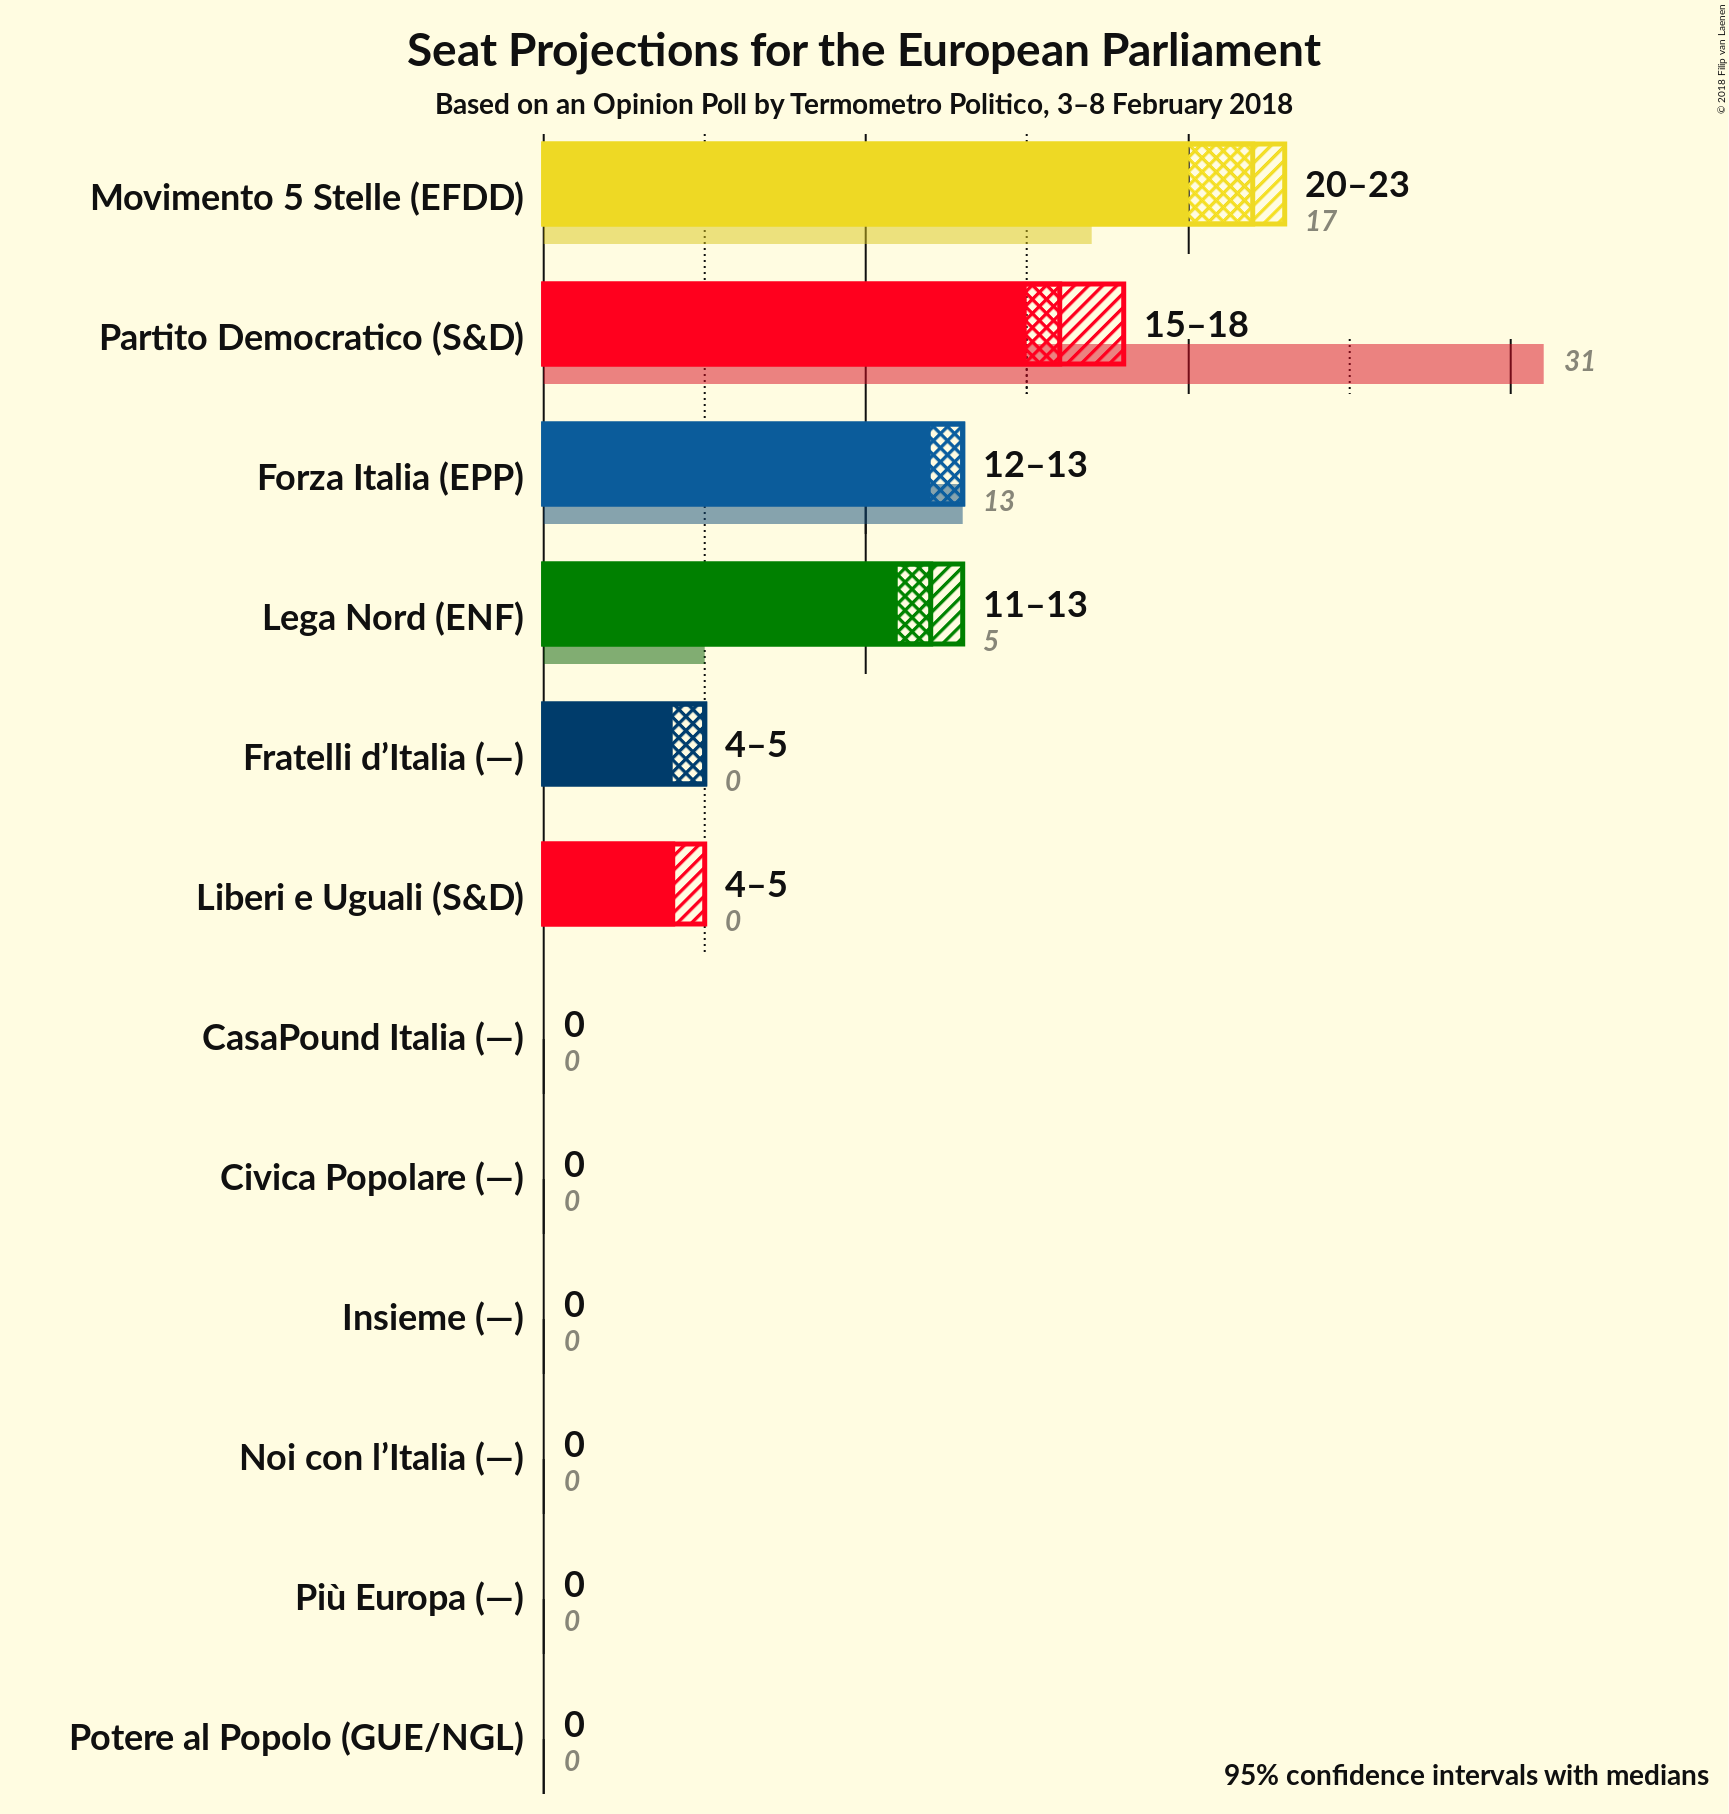 Seat Projections for the European Parliament
Based on an Opinion Poll by Termometro Politico, 3–8 February 2018
© 2018 Filip van Laenen
Movimento 5 Stelle (EFDD)
20–23
17
Partito Democratico (S&D)
15–18
31
Forza Italia (EPP)
12–13
13
Lega Nord (ENF)
11–13
5
Fratelli d’Italia (—)
4–5
0
Liberi e Uguali (S&D)
4–5
0
CasaPound Italia (—)
0
0
Civica Popolare (—)
0
0
Insieme (—)
0
0
Noi con l’Italia (—)
0
0
Più Europa (—)
0
0
Potere al Popolo (GUE/NGL)
0
0
95% confidence intervals with medians